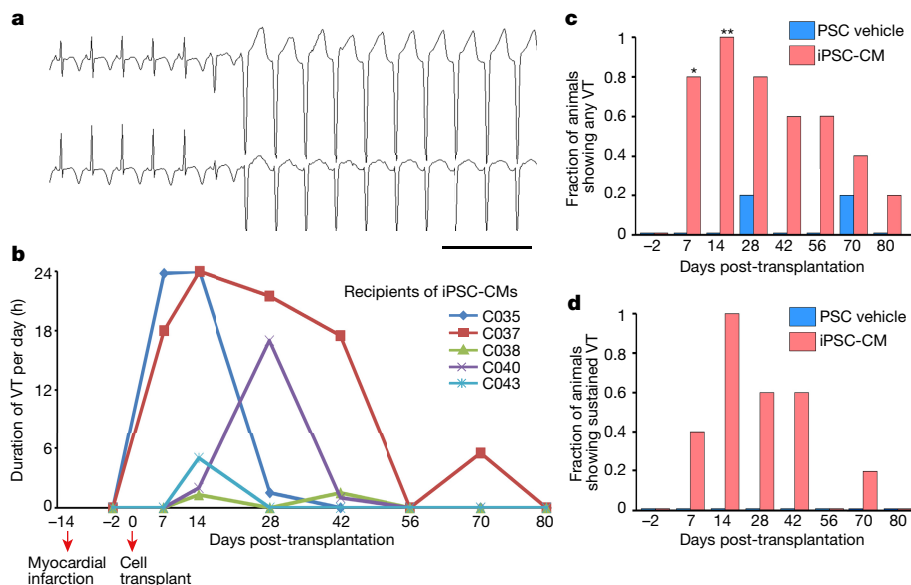 a
b
Duration of VT per day (h)
24
18
12
6
0
Recipients of iPSC-CMs
C035
C037
C038
C040
C043
–14 –2 0 7 14 28 42 56 70 80
Days post-transplantation
Myocardial
infarction
Cell
transplant
c
PSC vehicle
iPSC-CM
Fraction of animals
showing any VT
1
0.8
0.6
0.4
0.2
0
*
**
–2 7 14 28 42 56 70 80
Days post-transplantation
d
PSC vehicle
iPSC-CM
Fraction of animals
showing sustained VT
1
0.8
0.6
0.4
0.2
0
–2 7 14 28 42 56 70 80
Days post-transplantation